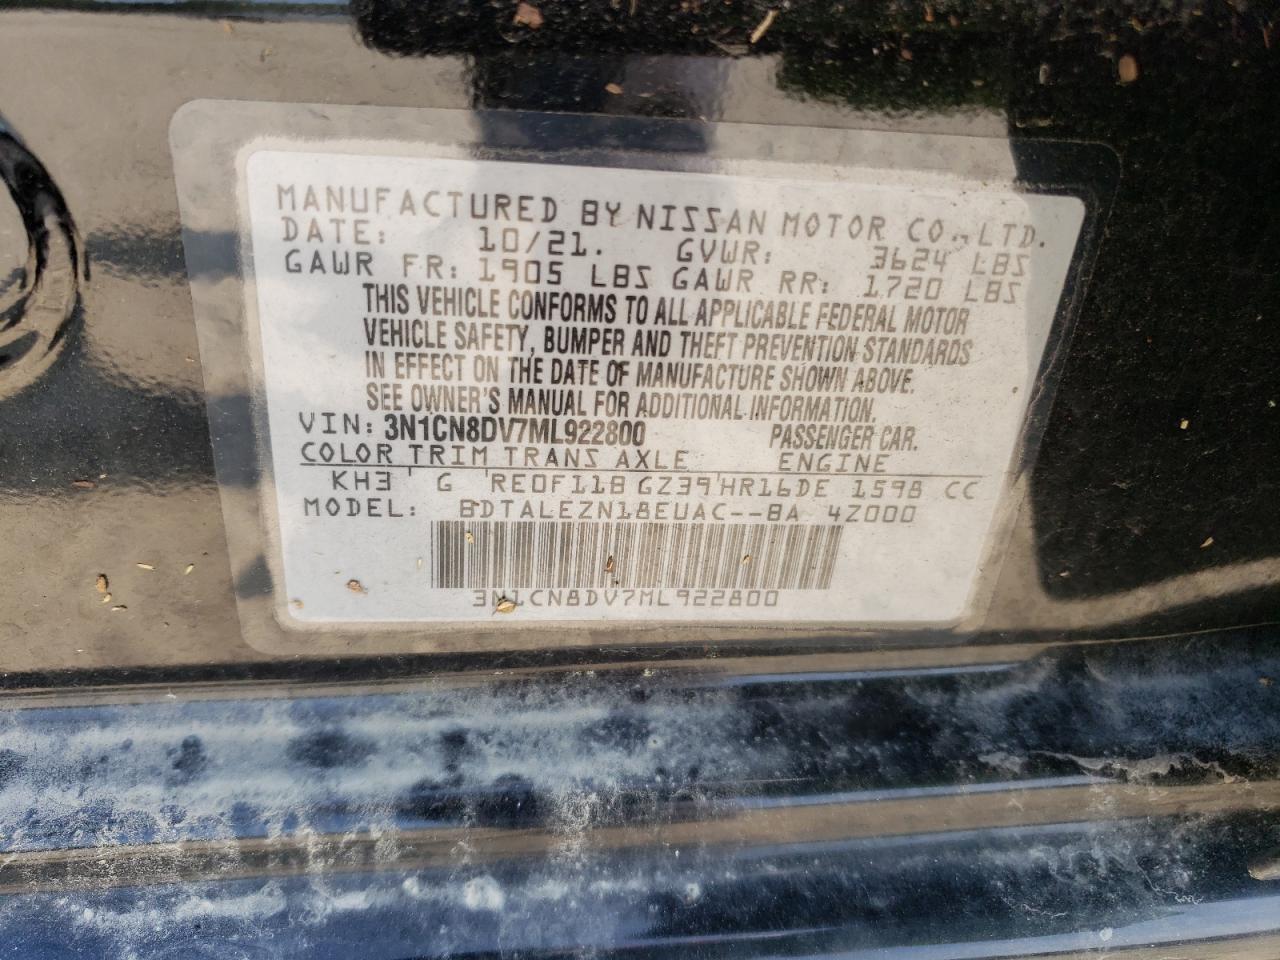 MANUFACTURED BY NISSAN MOTOR CO., LTD.
DATE: 10/21. GVWR: 3624 LBS
GAWR FR: 1905 LBS GAWR RR: 1720 LBS
THIS VEHICLE CONFORMS TO ALL APPLICABLE FEDERAL MOTOR
VEHICLE SAFETY, BUMPER AND THEFT PREVENTION STANDARDS
IN EFFECT ON THE DATE OF MANUFACTURE SHOWN ABOVE.
SEE OWNER'S MANUAL FOR ADDITIONAL INFORMATION.
VIN: 3N1CN8DV7ML922800 PASSENGER CAR.
COLOR TRIM TRANS AXLE ENGINE
KH3 G RE0F11B GZ39 HR16DE 1598 CC
MODEL: BDTALEZN18EUAC--BA 4Z000
3N1CN8DV7ML922800